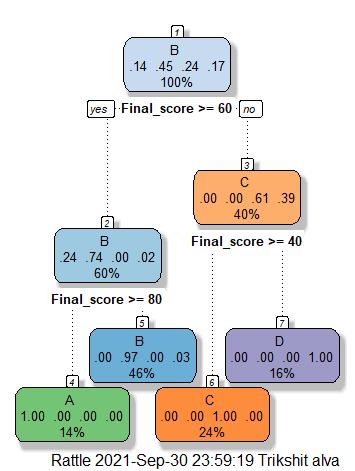 1
B
.14 .45 .24 .17
100%
yes Final_score >= 60 no
3
C
.00 .00 .61 .39
40%
2
B
.24 .74 .00 .02
60%
Final_score >= 40
Final_score >= 80
5
B
.00 .97 .00 .03
46%
7
D
.00 .00 .00 1.00
16%
4
A
1.00 .00 .00 .00
14%
6
C
.00 .00 1.00 .00
24%
Rattle 2021-Sep-30 23:59:19 Trikshit alva